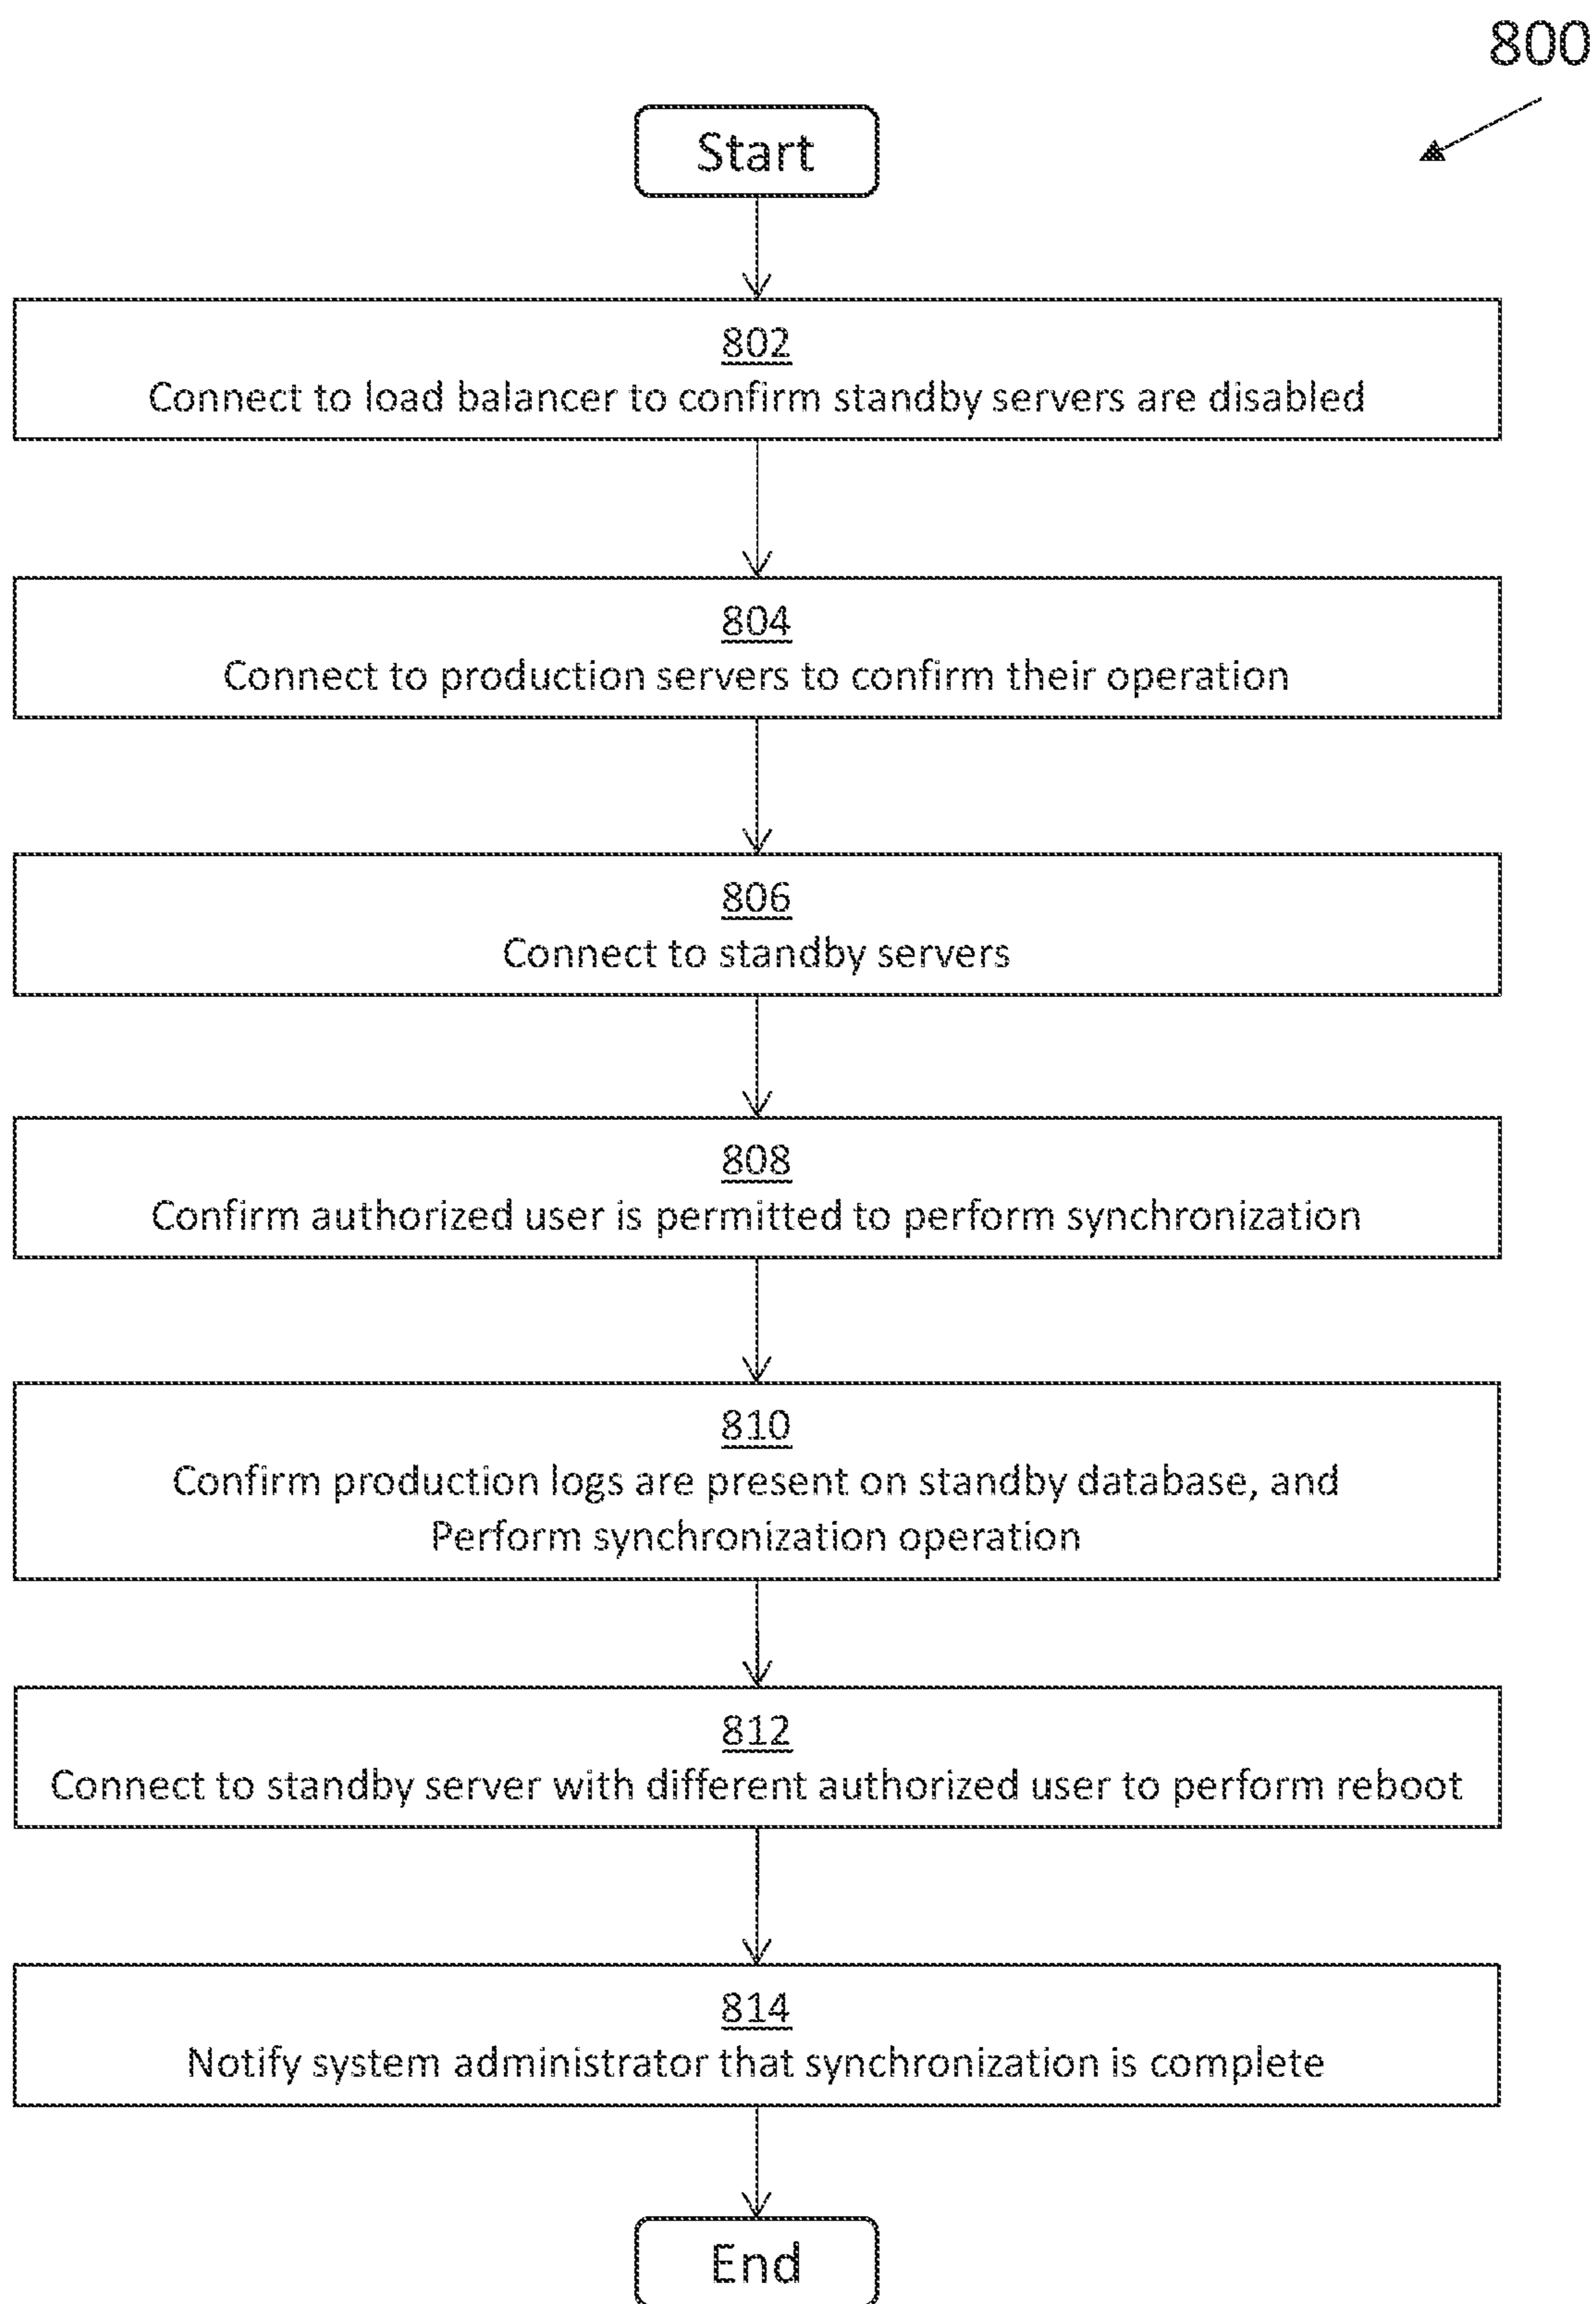 800
Start
802
Connect to load balancer to confirm standby servers are disabled
804
Connect to production servers to confirm their operation
806
Connect to standby servers
808
Confirm authorized user is permitted to perform synchronization
810
Confirm production logs are present on standby database, and
Perform synchronization operation
812
Connect to standby server with different authorized user to perform reboot
814
Notify system administrator that synchronization is complete
End